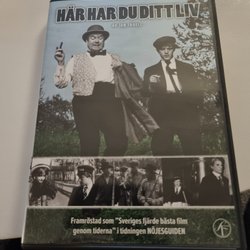 HÄR HAR DU DITT LIV
Framröstad som "Sveriges fjärde bästa film
genom tiderna" i tidningen NÖJESGUIDEN